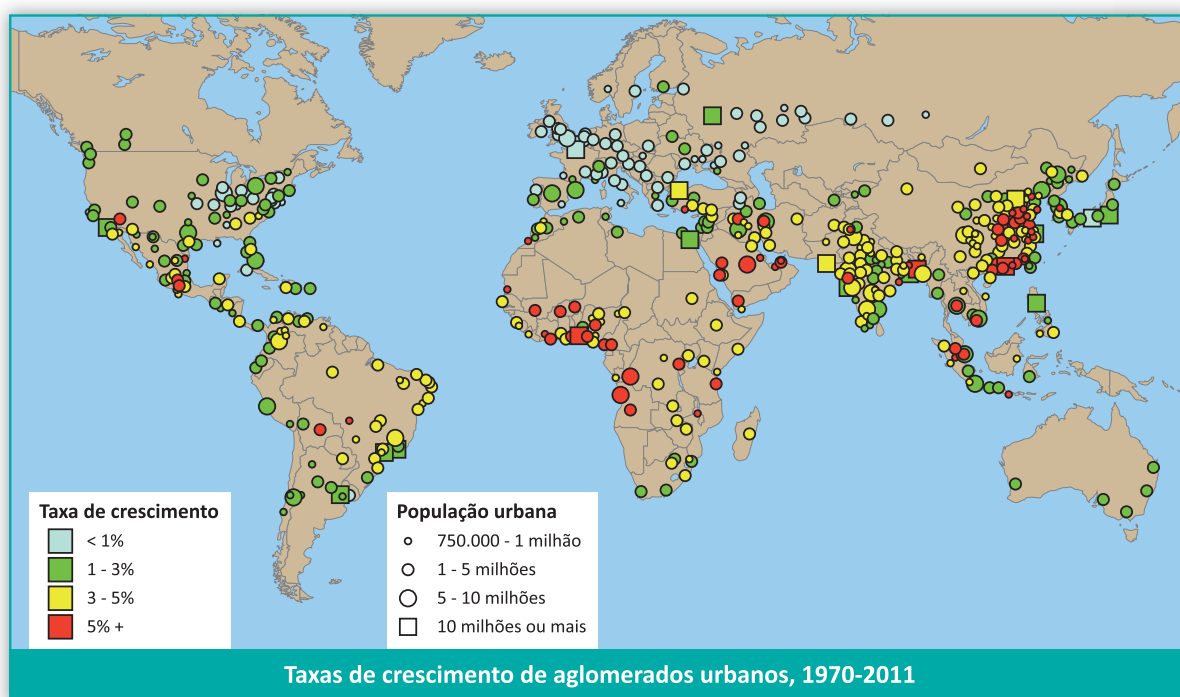 Taxa de crescimento
< 1%
1 - 3%
3 - 5%
5% +
População urbana
750.000 - 1 milhão
1 - 5 milhões
5 - 10 milhões
10 milhões ou mais
Taxas de crescimento de aglomerados urbanos, 1970-2011